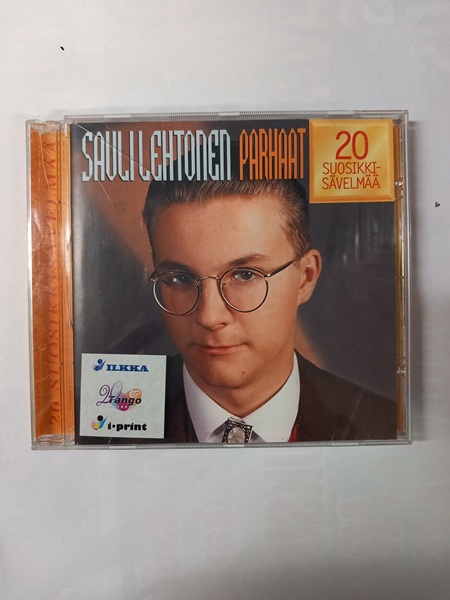 SAULI LEHTONEN PARHAAT
20
SUOSIKKI-
SÄVELMÄÄ
20 SUOSIKKISÄVELMÄÄ
ILKKA
tango
i-print